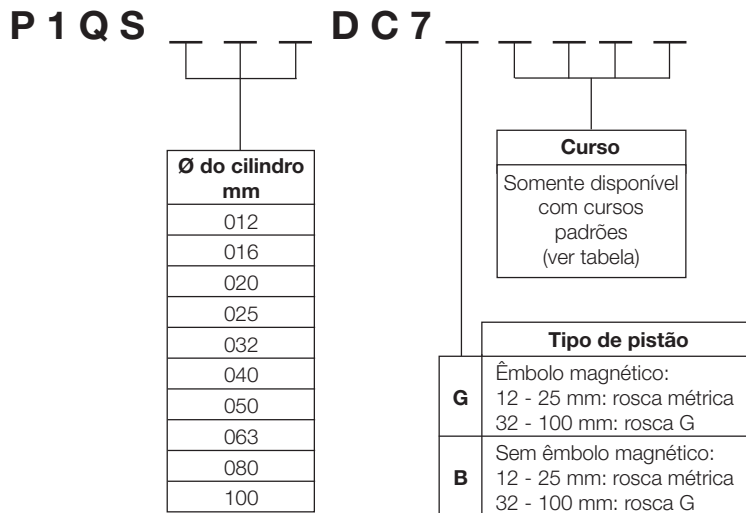 P 1 Q S _ _ _ D C 7 _ _ _ _ _
Ø do cilindro
mm
012
016
020
025
032
040
050
063
080
100
Curso
Somente disponível
com cursos
padrões
(ver tabela)
Tipo de pistão
G
Êmbolo magnético:
12 - 25 mm: rosca métrica
32 - 100 mm: rosca G
B
Sem êmbolo magnético:
12 - 25 mm: rosca métrica
32 - 100 mm: rosca G